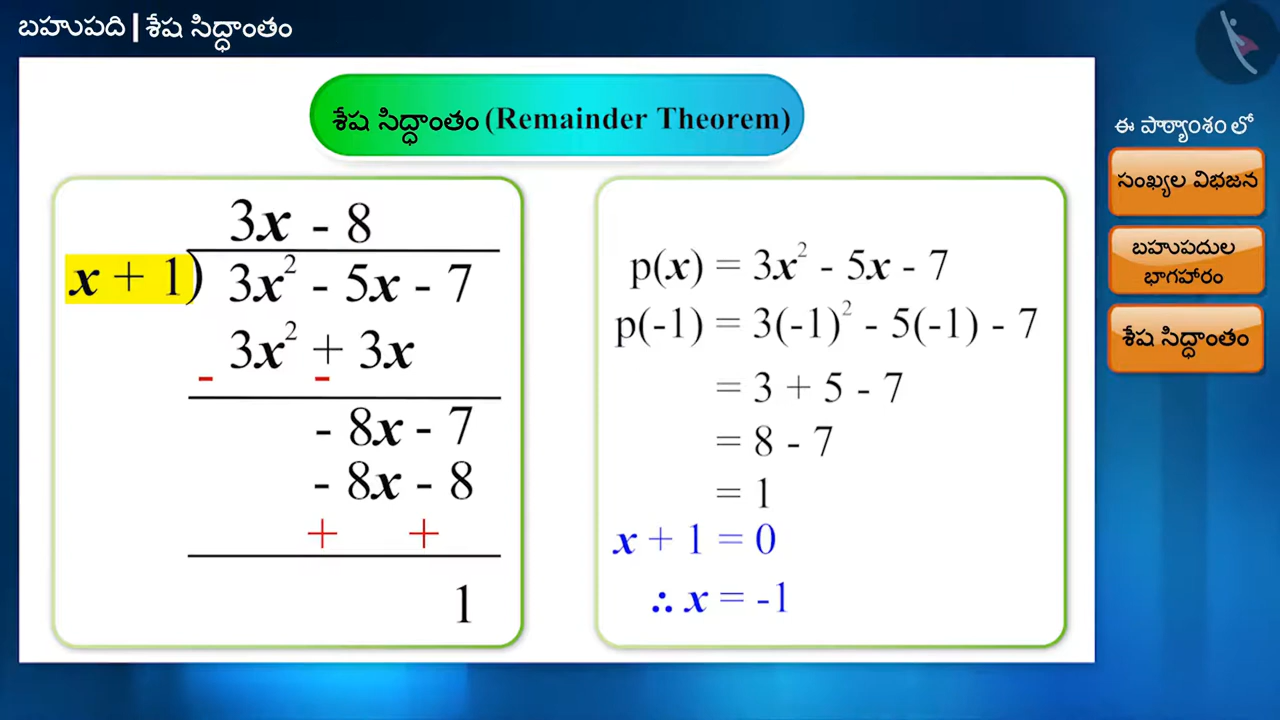 బహుపది | శేష సిద్ధాంతం
శేష సిద్ధాంతం (Remainder Theorem)
3x - 8
x + 1) 3x² - 5x - 7
3x² + 3x
- -
- 8x - 7
- 8x - 8
+ +
1
p(x) = 3x² - 5x - 7
p(-1) = 3(-1)² - 5(-1) - 7
= 3 + 5 - 7
= 8 - 7
= 1
x + 1 = 0
∴ x = -1
ఈ పాఠ్యాంశం లో
సంఖ్యల విభజన
బహుపదుల
భాగహారం
శేష సిద్ధాంతం